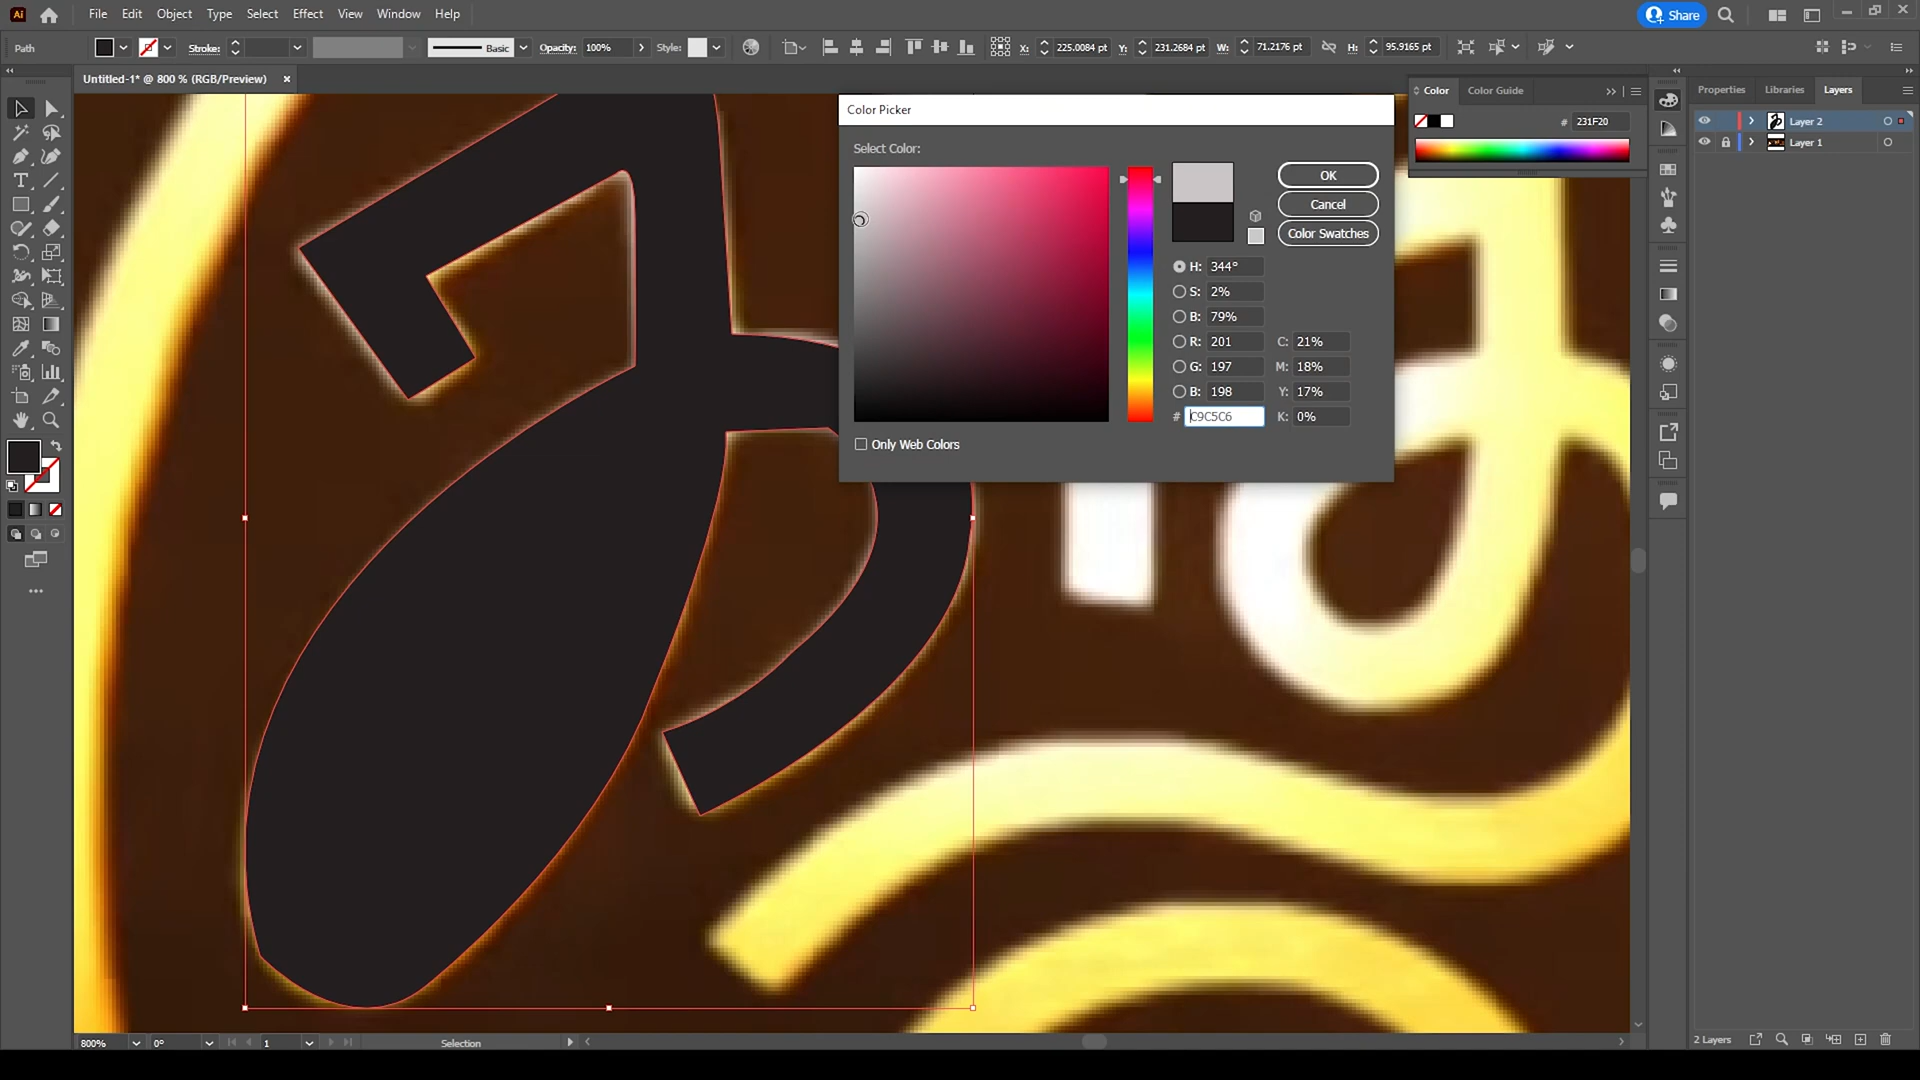 Ai File Edit Object Type Select Effect View Window Help Share
Path Stroke: Basic Opacity: 100% Style: X: 225.0084 pt Y: 231.2684 pt W: 71.2176 pt H: 95.9165 pt
Untitled-1* @ 800 % (RGB/Preview) ×
Color Color Guide
# 231F20
Properties Libraries Layers
Layer 2
Layer 1
Color Picker
Select Color:
OK
Cancel
Color Swatches
H: 344°
S: 2%
B: 79%
R: 201 C: 21%
G: 197 M: 18%
B: 198 Y: 17%
# C9C5C6 K: 0%
Only Web Colors
800% 0° 1 Selection
2 Layers